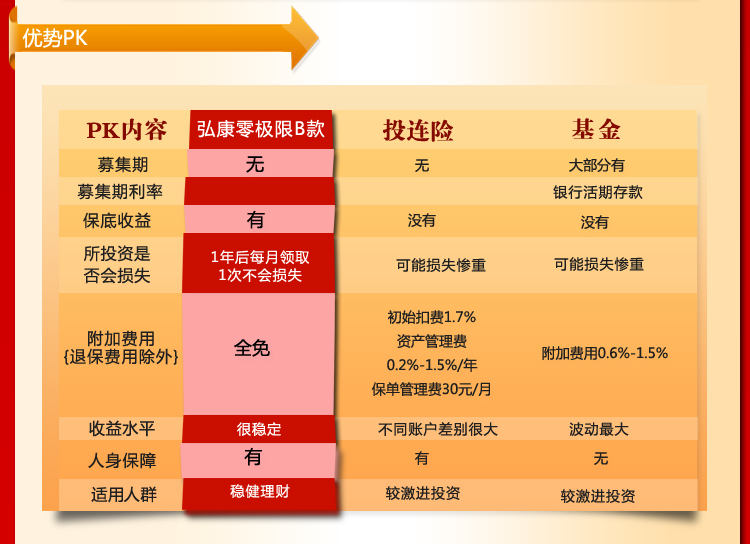 优势PK
PK内容 弘康零极限B款 投连险 基金
募集期 无 无 大部分有
募集期利率 银行活期存款
保底收益 有 没有 没有
所投资是
否会损失
1年后每月领取
1次不会损失
可能损失惨重 可能损失惨重
附加费用
{退保费用除外}
全免
初始扣费1.7%
资产管理费
0.2%-1.5%/年
保单管理费30元/月
附加费用0.6%-1.5%
收益水平 很稳定 不同账户差别很大 波动最大
人身保障 有 有 无
适用人群 稳健理财 较激进投资 较激进投资